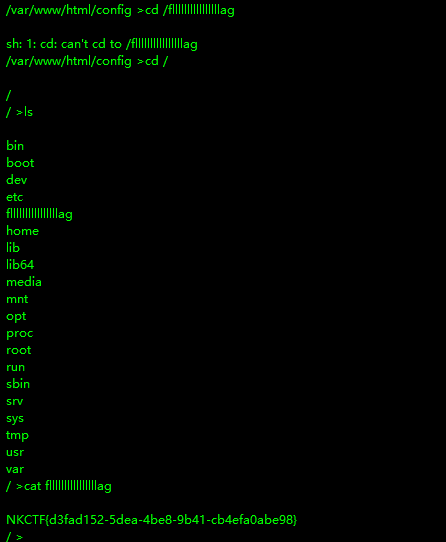 /var/www/html/config >cd /flllllllllllllllag
sh: 1: cd: can't cd to /flllllllllllllllag
/var/www/html/config >cd /
/
/ >ls
bin
boot
dev
etc
flllllllllllllllag
home
lib
lib64
media
mnt
opt
proc
root
run
sbin
srv
sys
tmp
usr
var
/ >cat flllllllllllllllag
NKCTF{d3fad152-5dea-4be8-9b41-cb4efa0abe98}
/ >